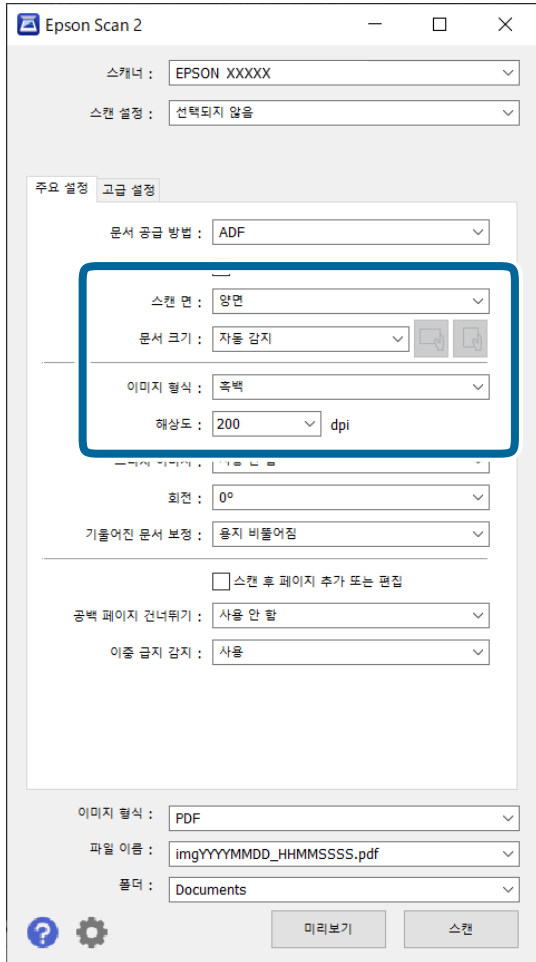 Epson Scan 2
스캐너 : EPSON XXXXX
스캔 설정 : 선택되지 않음
주요 설정 고급 설정
문서 공급 방법 : ADF
스캔 면 : 양면
문서 크기 : 자동 감지
이미지 형식 : 흑백
해상도 : 200 dpi
회전 : 0°
기울어진 문서 보정 : 용지 비뚤어짐
스캔 후 페이지 추가 또는 편집
공백 페이지 건너뛰기 : 사용 안 함
이중 급지 감지 : 사용
이미지 형식 : PDF
파일 이름 : imgYYYYMMDD_HHMMSSSS.pdf
폴더 : Documents
? 미리보기 스캔